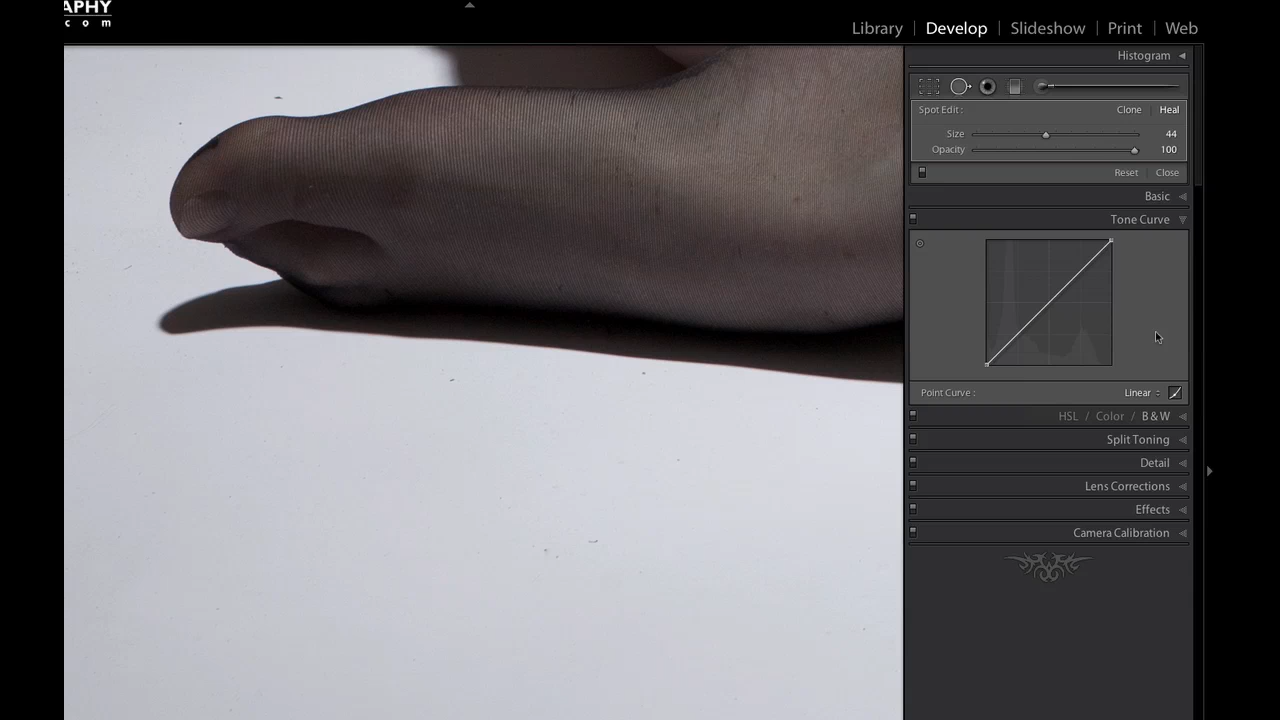 APHY
c o m
Library Develop Slideshow Print Web
Histogram
Spot Edit : Clone Heal
Size 44
Opacity 100
Reset Close
Basic
Tone Curve
Point Curve : Linear
HSL / Color / B & W
Split Toning
Detail
Lens Corrections
Effects
Camera Calibration